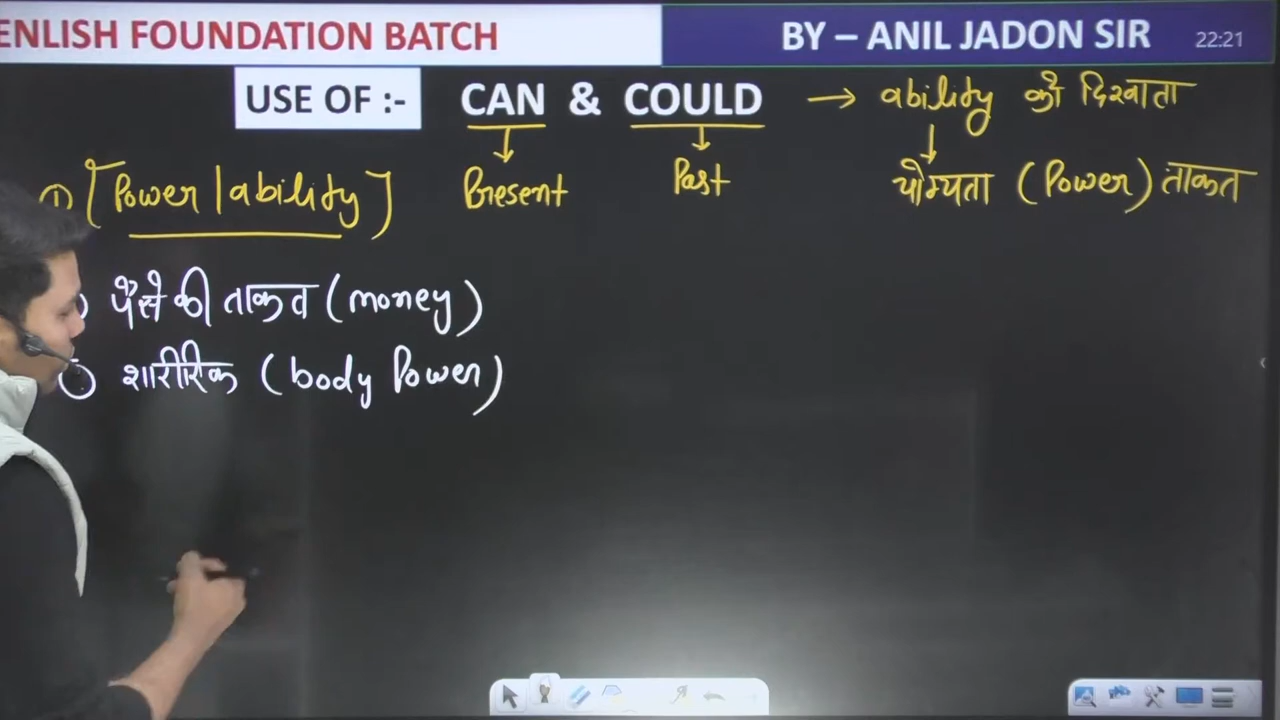 ENLISH FOUNDATION BATCH
BY – ANIL JADON SIR 22:21
USE OF :- CAN & COULD → ability को दिखाता
① [Power | ability] Present Past योग्यता (Power) ताकत
पैसे की ताकत (money)
शारीरिक (body Power)